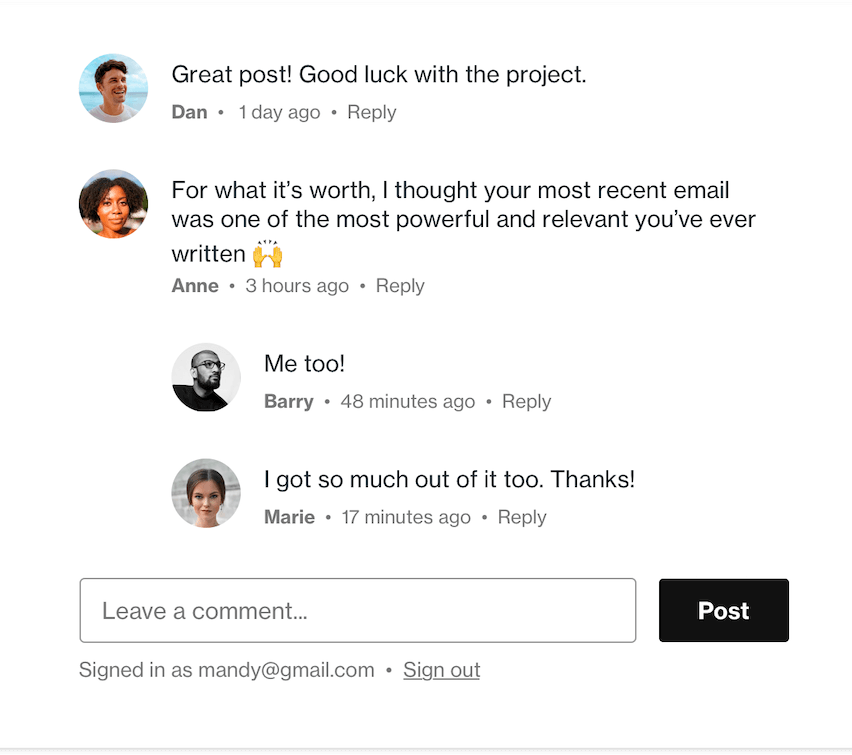 Great post! Good luck with the project.
Dan • 1 day ago • Reply
For what it’s worth, I thought your most recent email
was one of the most powerful and relevant you’ve ever
written 🙌
Anne • 3 hours ago • Reply
Me too!
Barry • 48 minutes ago • Reply
I got so much out of it too. Thanks!
Marie • 17 minutes ago • Reply
Leave a comment...
Post
Signed in as mandy@gmail.com • Sign out